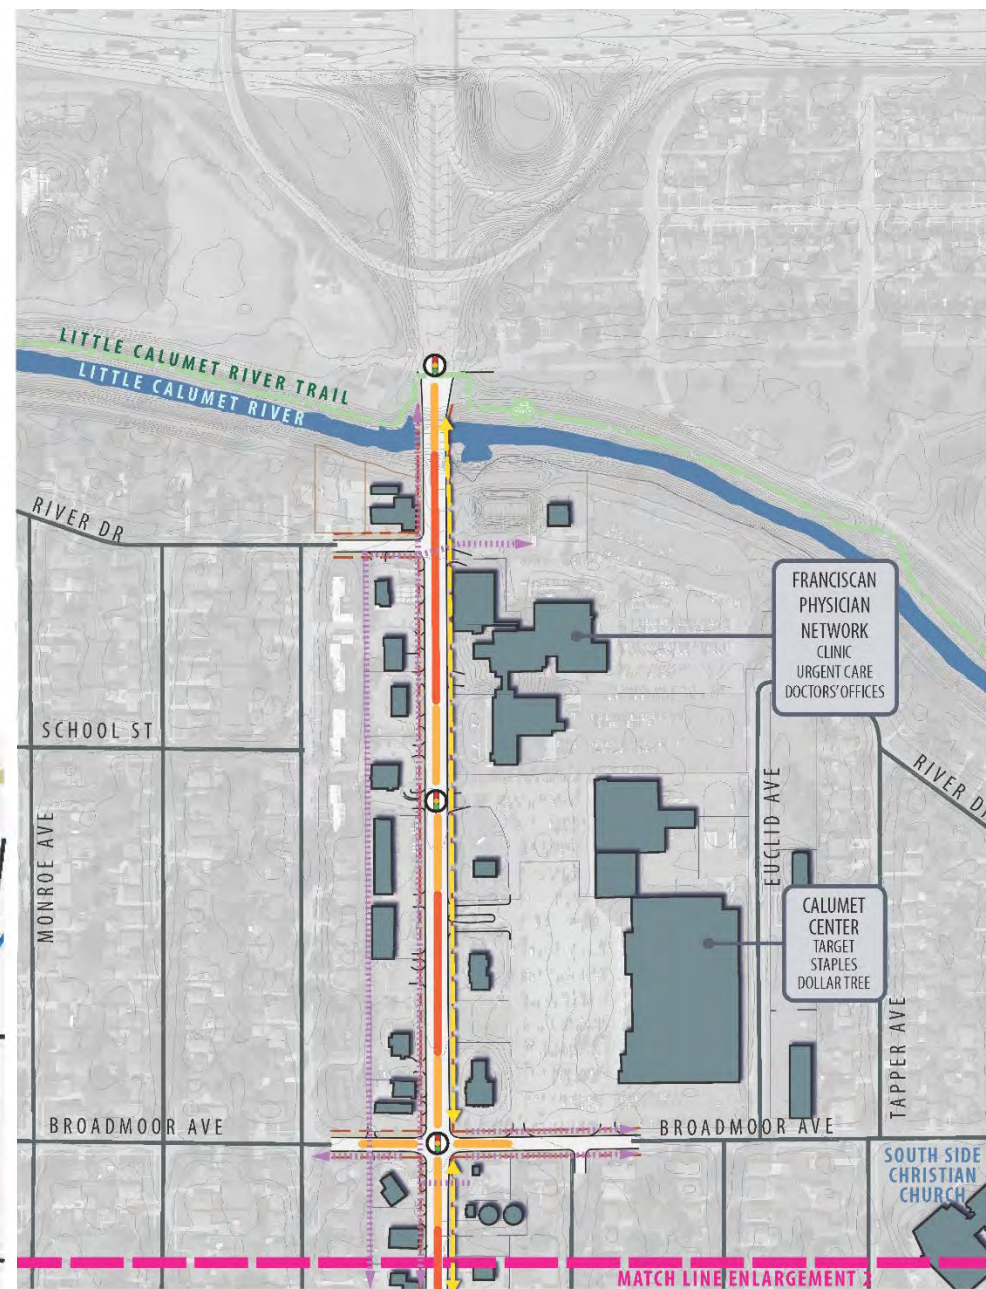 LITTLE CALUMET RIVER TRAIL
LITTLE CALUMET RIVER
RIVER DR
FRANCISCAN
PHYSICIAN
NETWORK
CLINIC
URGENT CARE
DOCTORS' OFFICES
SCHOOL ST
RIVER DR
MONROE AVE
EUCLID AVE
CALUMET
CENTER
TARGET
STAPLES
DOLLAR TREE
TAPPER AVE
BROADMOOR AVE
BROADMOOR AVE
SOUTH SIDE
CHRISTIAN
CHURCH
MATCH LINE ENLARGEMENT 2